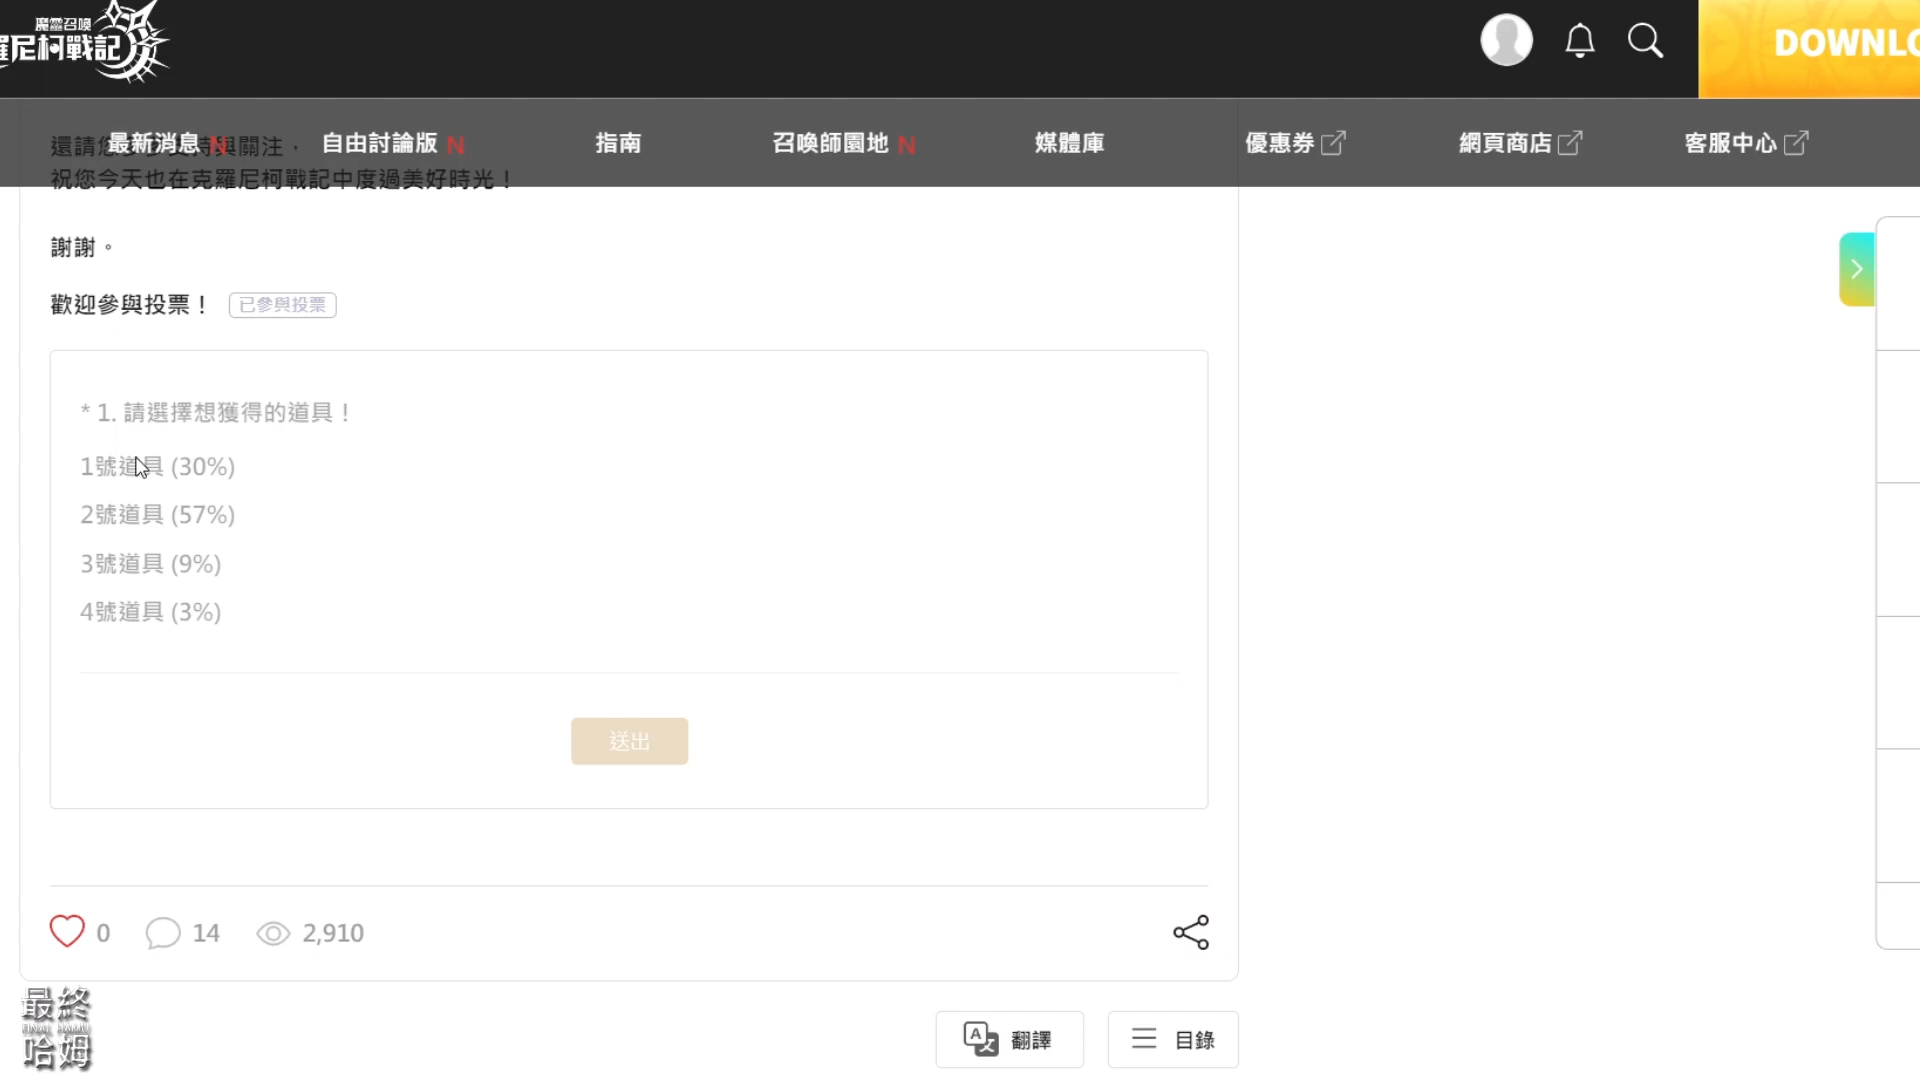 魔靈召喚
羅尼柯戰記
DOWNLO
最新消息 N
自由討論版 N
指南
召喚師園地 N
媒體庫
優惠券
網頁商店
客服中心
祝您今天也在克羅尼柯戰記中度過美好時光！
謝謝。
歡迎參與投票！ 已參與投票
* 1. 請選擇想獲得的道具！
1號道具 (30%)
2號道具 (57%)
3號道具 (9%)
4號道具 (3%)
送出
0
14
2,910
最終
FINAL HAMU
哈姆
翻譯
目錄